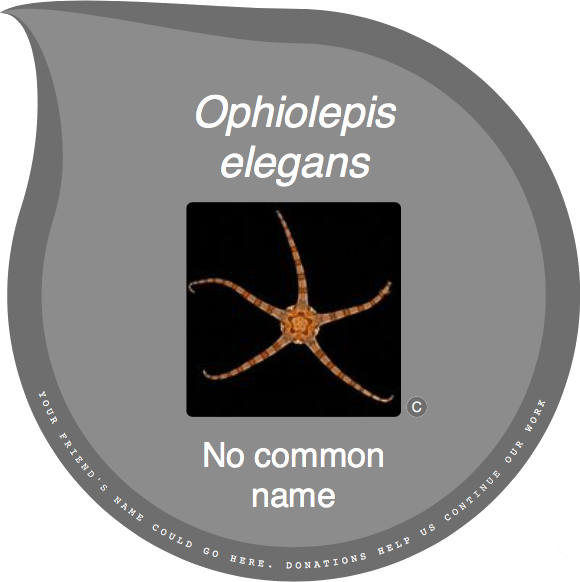 Ophiolepis
elegans
C
No common
name
YOUR FRIEND'S NAME COULD GO HERE. DONATIONS HELP US CONTINUE OUR WORK